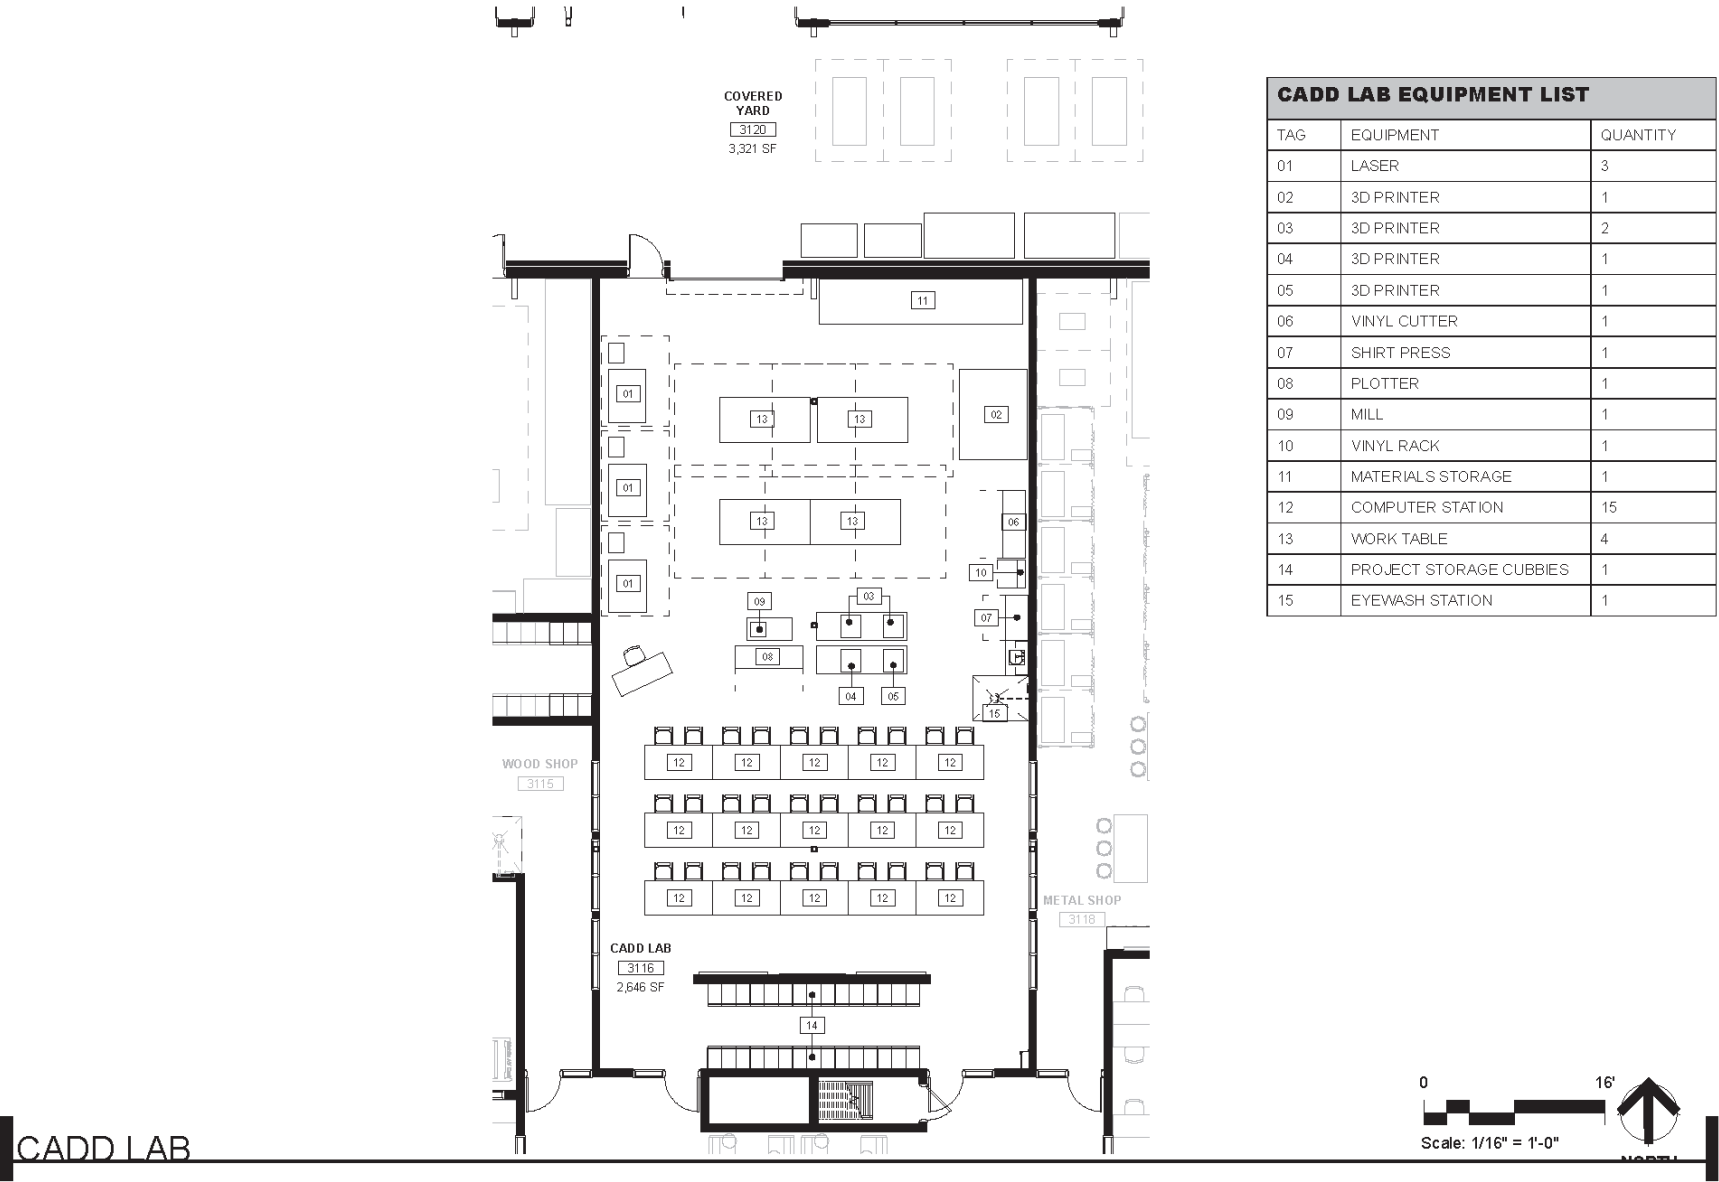 COVERED
YARD
3120
3,321 SF
CADD LAB EQUIPMENT LIST
TAG EQUIPMENT QUANTITY
01 LASER 3
02 3D PRINTER 1
03 3D PRINTER 2
04 3D PRINTER 1
05 3D PRINTER 1
06 VINYL CUTTER 1
07 SHIRT PRESS 1
08 PLOTTER 1
09 MILL 1
10 VINYL RACK 1
11 MATERIALS STORAGE 1
12 COMPUTER STATION 15
13 WORK TABLE 4
14 PROJECT STORAGE CUBBIES 1
15 EYEWASH STATION 1
11
01
13 13
02
01
13 13
06
10
01
09
03
07
08
04 05
15
12 12 12 12 12
WOOD SHOP
3115
12 12 12 12 12
12 12 12 12 12
METAL SHOP
3118
CADD LAB
3116
2,646 SF
14
0 16'
Scale: 1/16" = 1'-0"
NORTH
CADD LAB